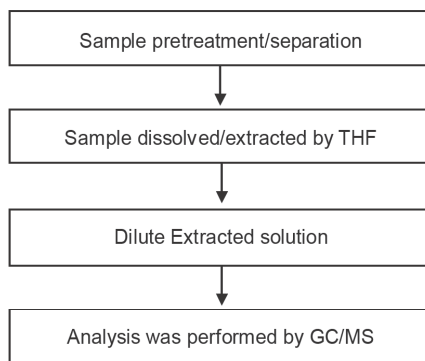 Sample pretreatment/separation
Sample dissolved/extracted by THF
Dilute Extracted solution
Analysis was performed by GC/MS